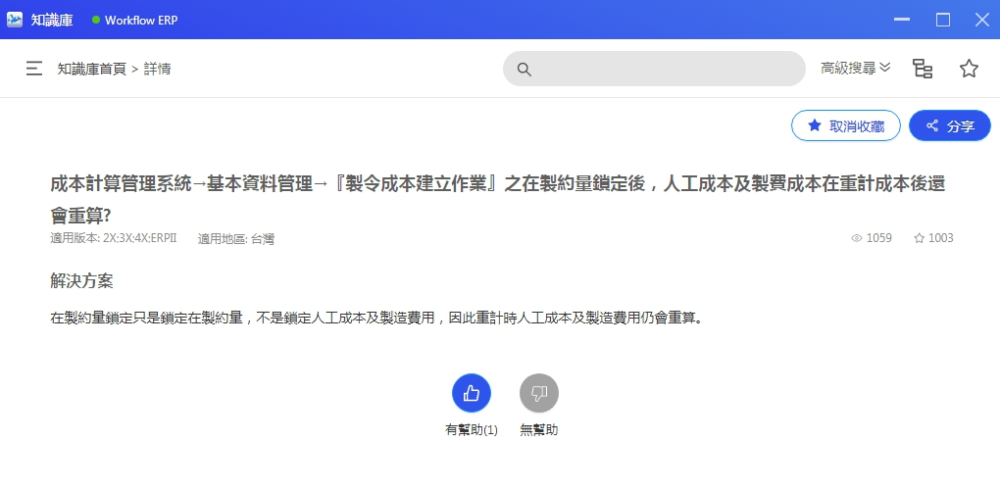 知識庫 Workflow ERP
知識庫首頁 > 詳情 高級搜尋
取消收藏 分享
成本計算管理系統→基本資料管理→『製令成本建立作業』之在製約量鎖定後，人工成本及製費成本在重計成本後還
會重算?
適用版本: 2X;3X;4X;ERPII 適用地區: 台灣 1059 1003
解決方案
在製約量鎖定只是鎖定在製約量，不是鎖定人工成本及製造費用，因此重計時人工成本及製造費用仍會重算。
有幫助(1) 無幫助